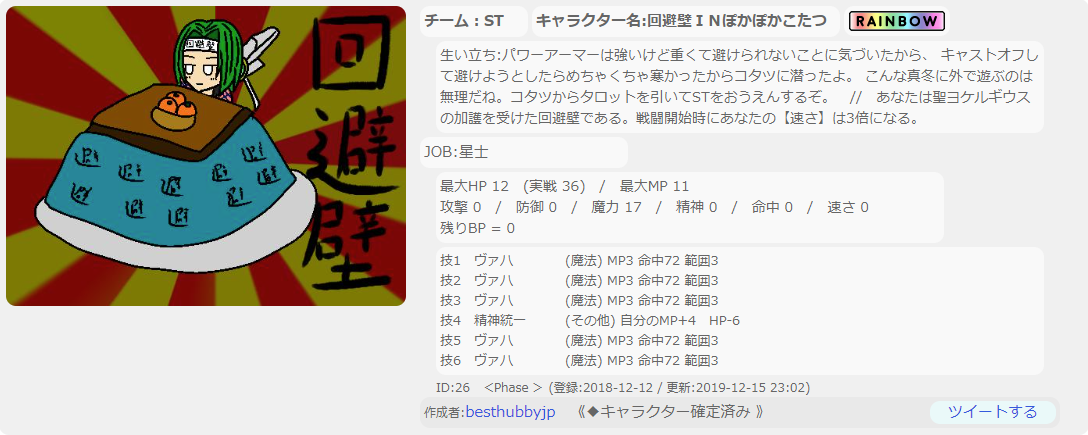 回避壁
回避壁
チーム：ST
キャラクター名:回避壁ＩＮぽかぽかこたつ
RAINBOW
生い立ち:パワーアーマーは強いけど重くて避けられないことに気づいたから、 キャストオフし
て避けようとしたらめちゃくちゃ寒かったからコタツに潜ったよ。 こんな真冬に外で遊ぶのは
無理だね。コタツからタロットを引いてSTをおうえんするぞ。 // あなたは聖ヨケルギウス
の加護を受けた回避壁である。戦闘開始時にあなたの【速さ】は3倍になる。
JOB:星士
最大HP 12 (実戦 36) / 最大MP 11
攻撃 0 / 防御 0 / 魔力 17 / 精神 0 / 命中 0 / 速さ 0
残りBP = 0
技1 ヴァ八 (魔法) MP3 命中72 範囲3
技2 ヴァ八 (魔法) MP3 命中72 範囲3
技3 ヴァ八 (魔法) MP3 命中72 範囲3
技4 精神統一 (その他) 自分のMP+4 HP-6
技5 ヴァ八 (魔法) MP3 命中72 範囲3
技6 ヴァ八 (魔法) MP3 命中72 範囲3
ID:26 ＜Phase ＞ (登録:2018-12-12 / 更新:2019-12-15 23:02)
作成者:besthubbyjp 《◆キャラクター確定済み 》
ツイートする